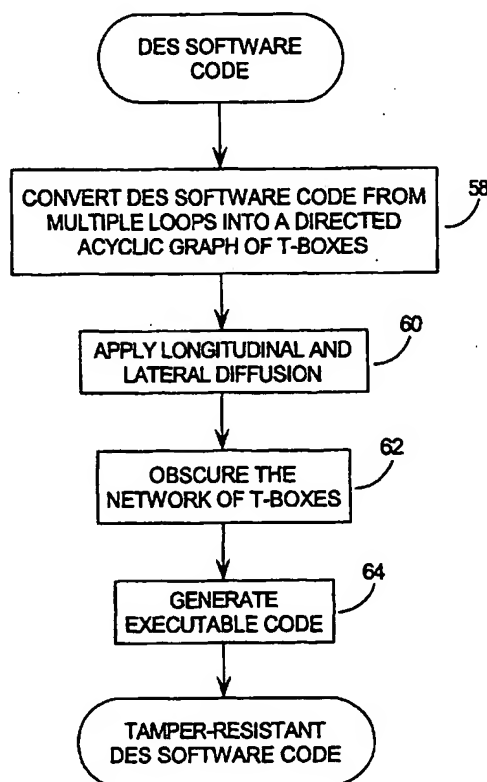 DES SOFTWARE
CODE
CONVERT DES SOFTWARE CODE FROM
MULTIPLE LOOPS INTO A DIRECTED
ACYCLIC GRAPH OF T-BOXES
58
APPLY LONGITUDINAL AND
LATERAL DIFFUSION
60
OBSCURE THE
NETWORK OF T-BOXES
62
GENERATE
EXECUTABLE CODE
64
TAMPER-RESISTANT
DES SOFTWARE CODE